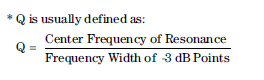 * Q is usually defined as:
Q = Center Frequency of Resonance
Frequency Width of -3 dB Points